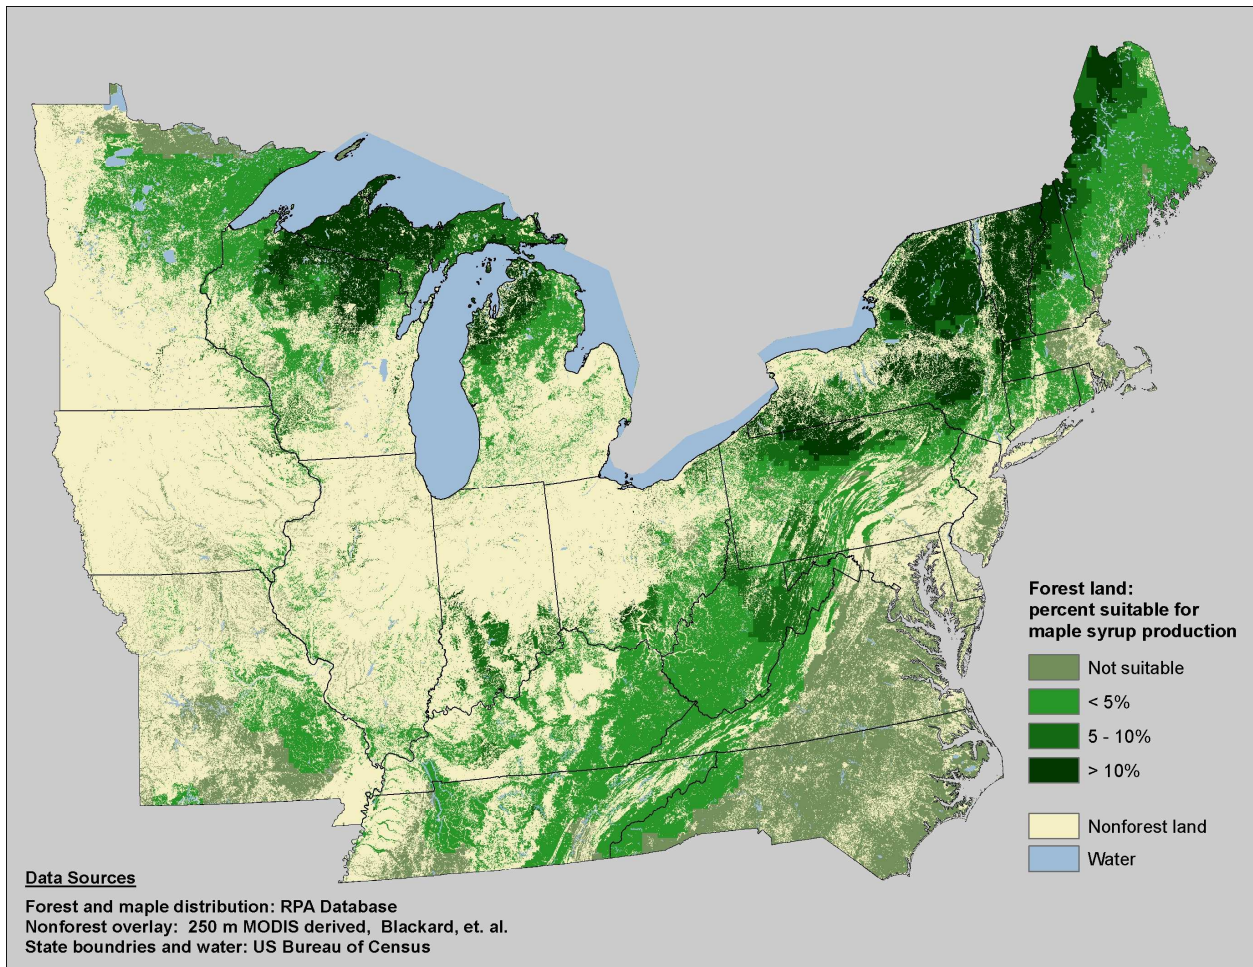 Forest land:
percent suitable for
maple syrup production
Not suitable
< 5%
5 - 10%
> 10%
Nonforest land
Water
Data Sources
Forest and maple distribution: RPA Database
Nonforest overlay:  250 m MODIS derived,  Blackard, et. al.
State boundries and water: US Bureau of Census